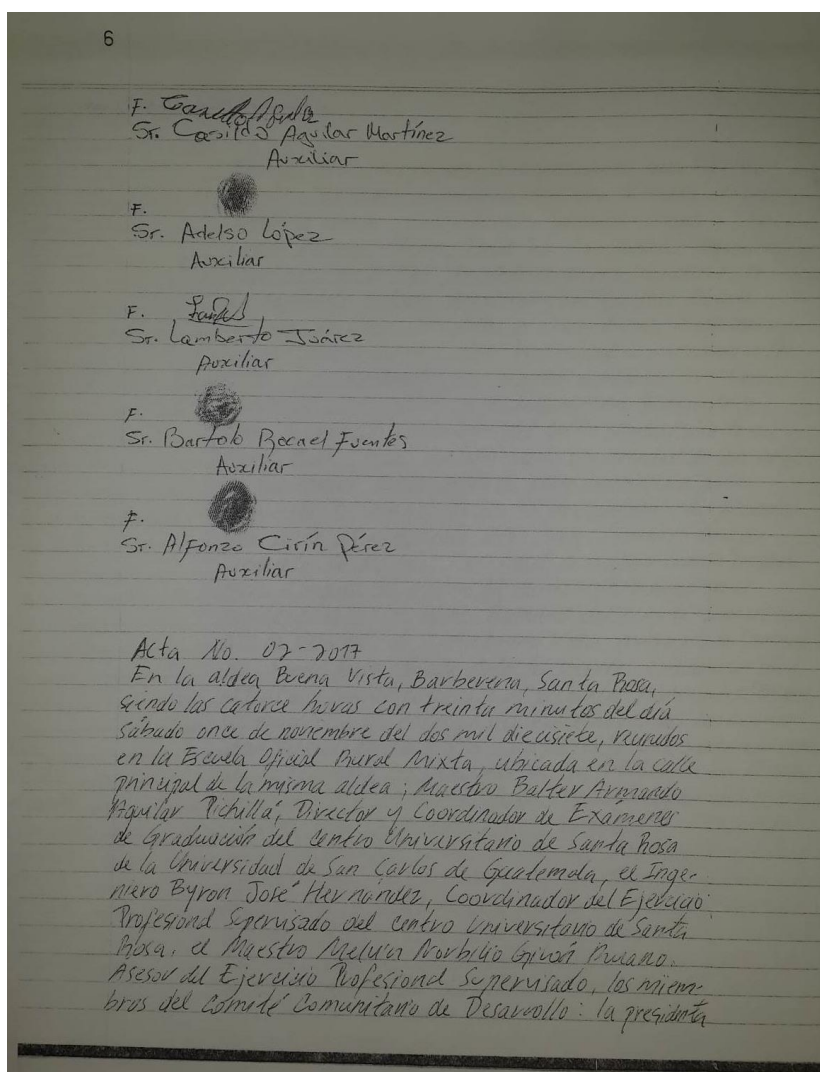 6
F.
Sr. Casildo Aguilar Martínez
Auxiliar
F.
Sr. Adelso López
Auxiliar
F.
Sr. Lamberto Juárez
Auxiliar
F.
Sr. Bartolo Fuentes
Auxiliar
F.
Sr. Alfonzo Cirín Pérez
Auxiliar
Acta No. 02-2017
En la aldea Buena Vista, Barberena, Santa Rosa,
siendo las catorce horas con treinta minutos del día
sábado once de noviembre del dos mil diecisiete, reunidos
en la Escuela Oficial Rural Mixta, ubicada en la calle
principal de la misma aldea; Maestro Balter Armando
Aguilar Pichillá, Director y Coordinador de Examenes
de Graduación del Centro Universitario de Santa Rosa
de la Universidad de San Carlos de Guatemala, el Inge-
niero Byron José Hernández, Coordinador del Ejercicio
Profesional Supervisado del Centro Universitario de Santa
Rosa, el Maestro Melvin Norbilio Girón
Asesor del Ejercicio Profesional Supervisado, los miem-
bros del Comité Comunitario de Desarrollo: la presidenta